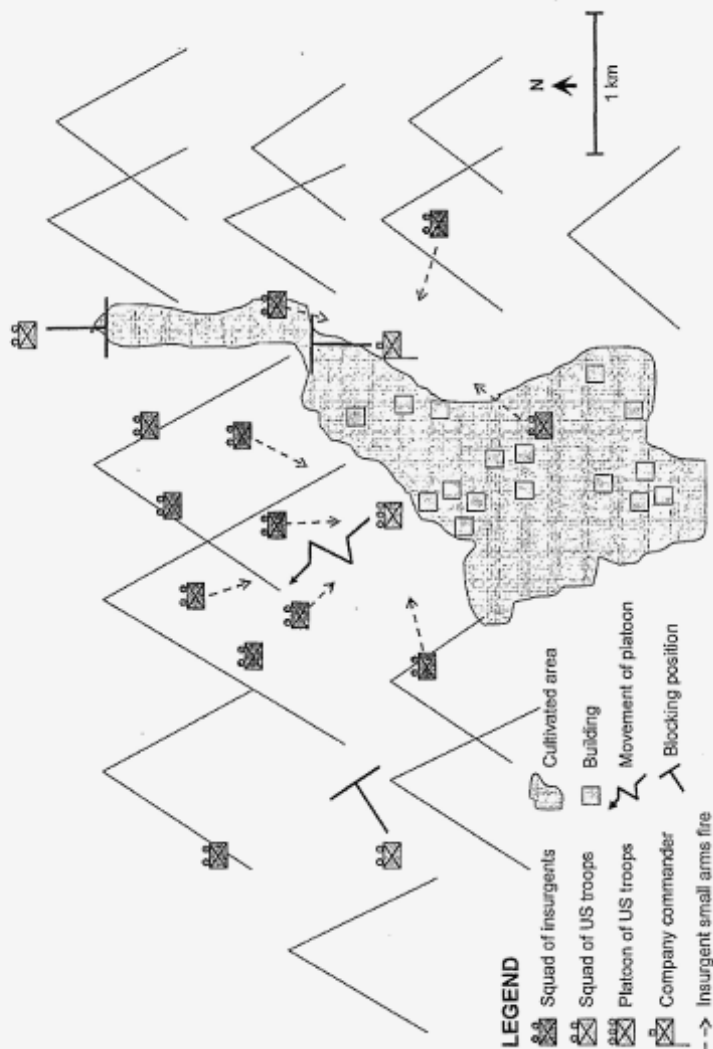 N
1 km
LEGEND
Squad of insurgents
Squad of US troops
Platoon of US troops
Company commander
Insurgent small arms fire
Cultivated area
Building
Movement of platoon
Blocking position